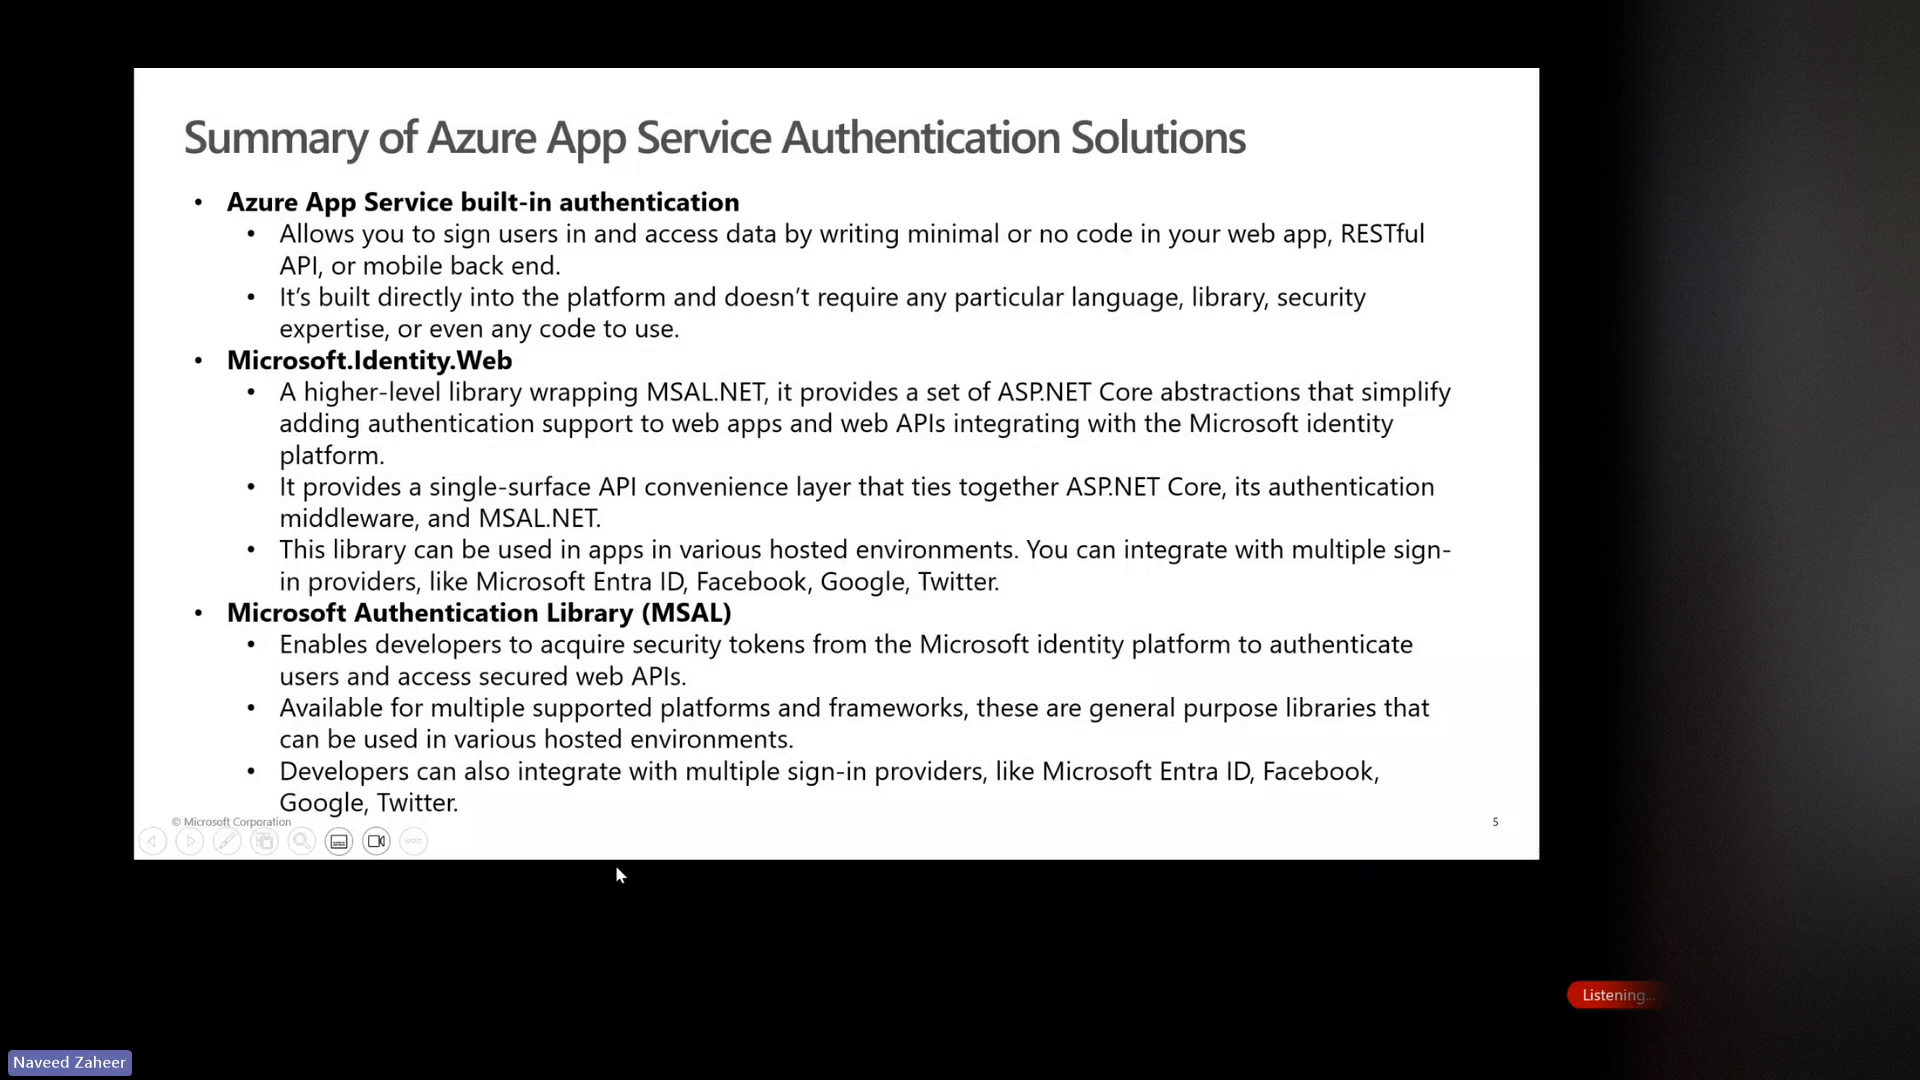 Summary of Azure App Service Authentication Solutions
• Azure App Service built-in authentication
• Allows you to sign users in and access data by writing minimal or no code in your web app, RESTful
API, or mobile back end.
• It’s built directly into the platform and doesn’t require any particular language, library, security
expertise, or even any code to use.
• Microsoft.Identity.Web
• A higher-level library wrapping MSAL.NET, it provides a set of ASP.NET Core abstractions that simplify
adding authentication support to web apps and web APIs integrating with the Microsoft identity
platform.
• It provides a single-surface API convenience layer that ties together ASP.NET Core, its authentication
middleware, and MSAL.NET.
• This library can be used in apps in various hosted environments. You can integrate with multiple sign-
in providers, like Microsoft Entra ID, Facebook, Google, Twitter.
• Microsoft Authentication Library (MSAL)
• Enables developers to acquire security tokens from the Microsoft identity platform to authenticate
users and access secured web APIs.
• Available for multiple supported platforms and frameworks, these are general purpose libraries that
can be used in various hosted environments.
• Developers can also integrate with multiple sign-in providers, like Microsoft Entra ID, Facebook,
Google, Twitter.
© Microsoft Corporation
5
Listening...
Naveed Zaheer